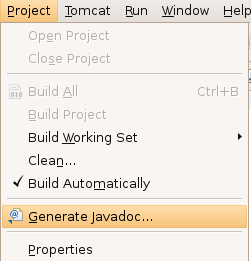 Project Tomcat Run Window Help
Open Project
Close Project
Build All Ctrl+B
Build Project
Build Working Set
Clean...
Build Automatically
Generate Javadoc...
Properties